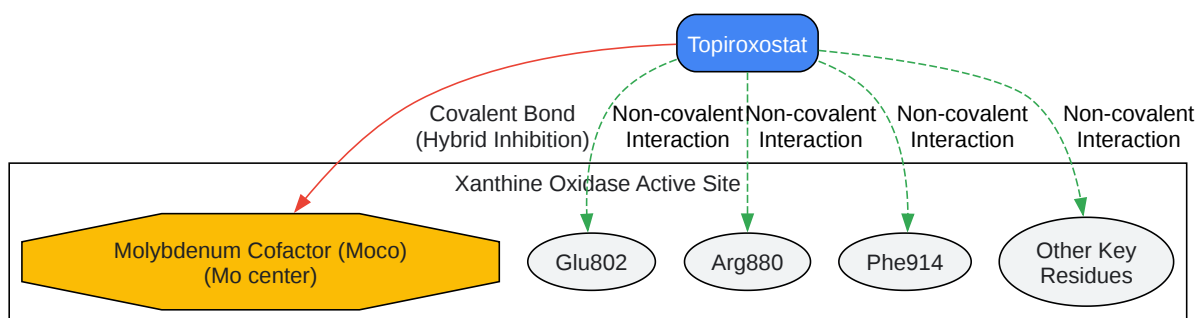 Topiroxostat
Covalent Bond
(Hybrid Inhibition)
Non-covalent
Interaction
Non-covalent
Interaction
Non-covalent
Interaction
Non-covalent
Interaction
Xanthine Oxidase Active Site
Molybdenum Cofactor (Moco)
(Mo center)
Glu802
Arg880
Phe914
Other Key
Residues